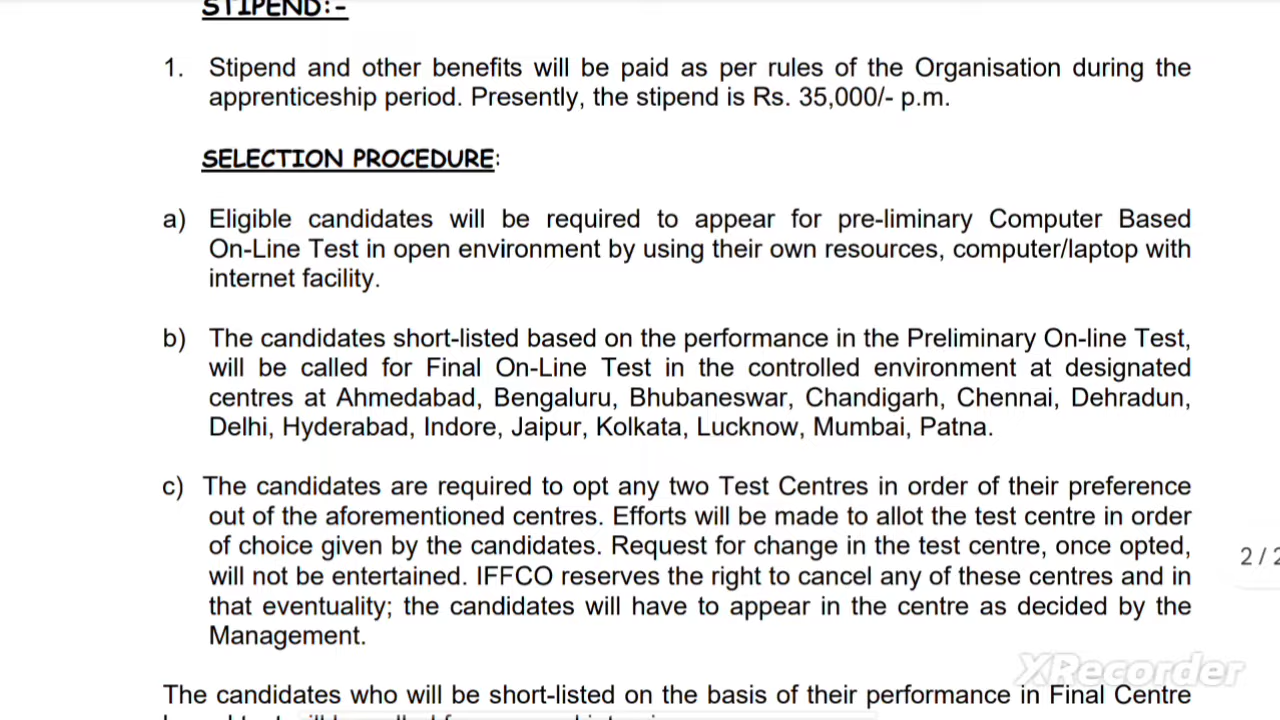 STIPEND:-
1. Stipend and other benefits will be paid as per rules of the Organisation during the
apprenticeship period. Presently, the stipend is Rs. 35,000/- p.m.
SELECTION PROCEDURE:
a) Eligible candidates will be required to appear for pre-liminary Computer Based
On-Line Test in open environment by using their own resources, computer/laptop with
internet facility.
b) The candidates short-listed based on the performance in the Preliminary On-line Test,
will be called for Final On-Line Test in the controlled environment at designated
centres at Ahmedabad, Bengaluru, Bhubaneswar, Chandigarh, Chennai, Dehradun,
Delhi, Hyderabad, Indore, Jaipur, Kolkata, Lucknow, Mumbai, Patna.
c) The candidates are required to opt any two Test Centres in order of their preference
out of the aforementioned centres. Efforts will be made to allot the test centre in order
of choice given by the candidates. Request for change in the test centre, once opted,
will not be entertained. IFFCO reserves the right to cancel any of these centres and in
that eventuality; the candidates will have to appear in the centre as decided by the
Management.
2 / 2
XRecorder
The candidates who will be short-listed on the basis of their performance in Final Centre